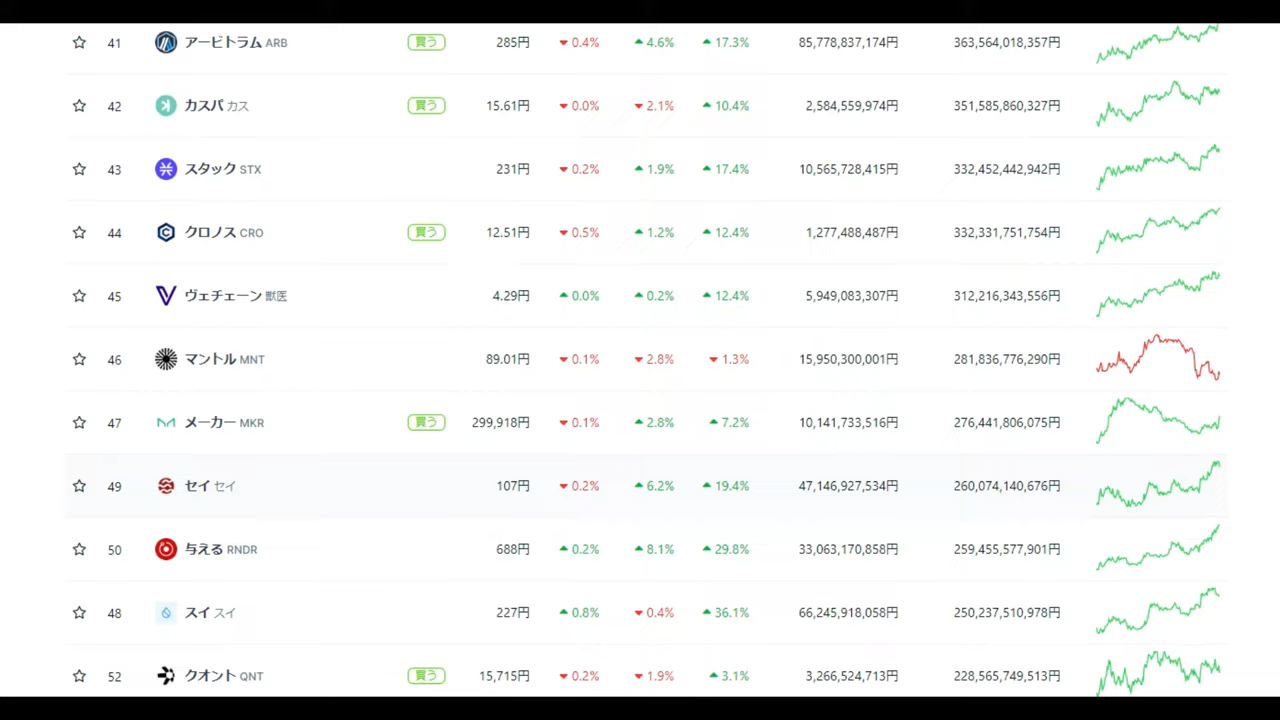 41 アービトラム ARB 買う 285円 0.4% 4.6% 17.3% 85,778,837,174円 363,564,018,357円
42 カスパ カス 買う 15.61円 0.0% 2.1% 10.4% 2,584,559,974円 351,585,860,327円
43 スタック STX 231円 0.2% 1.9% 17.4% 10,565,728,415円 332,452,442,942円
44 クロノス CRO 買う 12.51円 0.5% 1.2% 12.4% 1,277,488,487円 332,331,751,754円
45 ヴェチェーン 獣医 4.29円 0.0% 0.2% 12.4% 5,949,083,307円 312,216,343,556円
46 マントル MNT 89.01円 0.1% 2.8% 1.3% 15,950,300,001円 281,836,776,290円
47 メーカー MKR 買う 299,918円 0.1% 2.8% 7.2% 10,141,733,516円 276,441,806,075円
49 セイ セイ 107円 0.2% 6.2% 19.4% 47,146,927,534円 260,074,140,676円
50 与える RNDR 688円 0.2% 8.1% 29.8% 33,063,170,858円 259,455,577,901円
48 スイ スイ 227円 0.8% 0.4% 36.1% 66,245,918,058円 250,237,510,978円
52 クオント QNT 買う 15,715円 0.2% 1.9% 3.1% 3,266,524,713円 228,565,749,513円